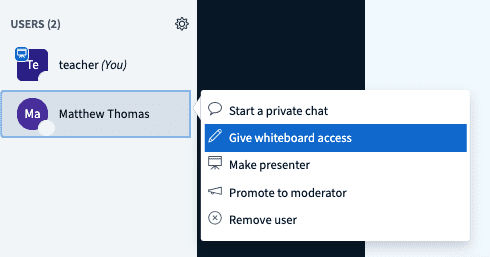 USERS (2)
Te
teacher (You)
Ma
Matthew Thomas
Start a private chat
Give whiteboard access
Make presenter
Promote to moderator
Remove user